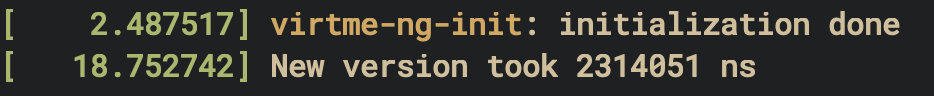 [    2.487517] virtme-ng-init: initialization done
[   18.752742] New version took 2314051 ns